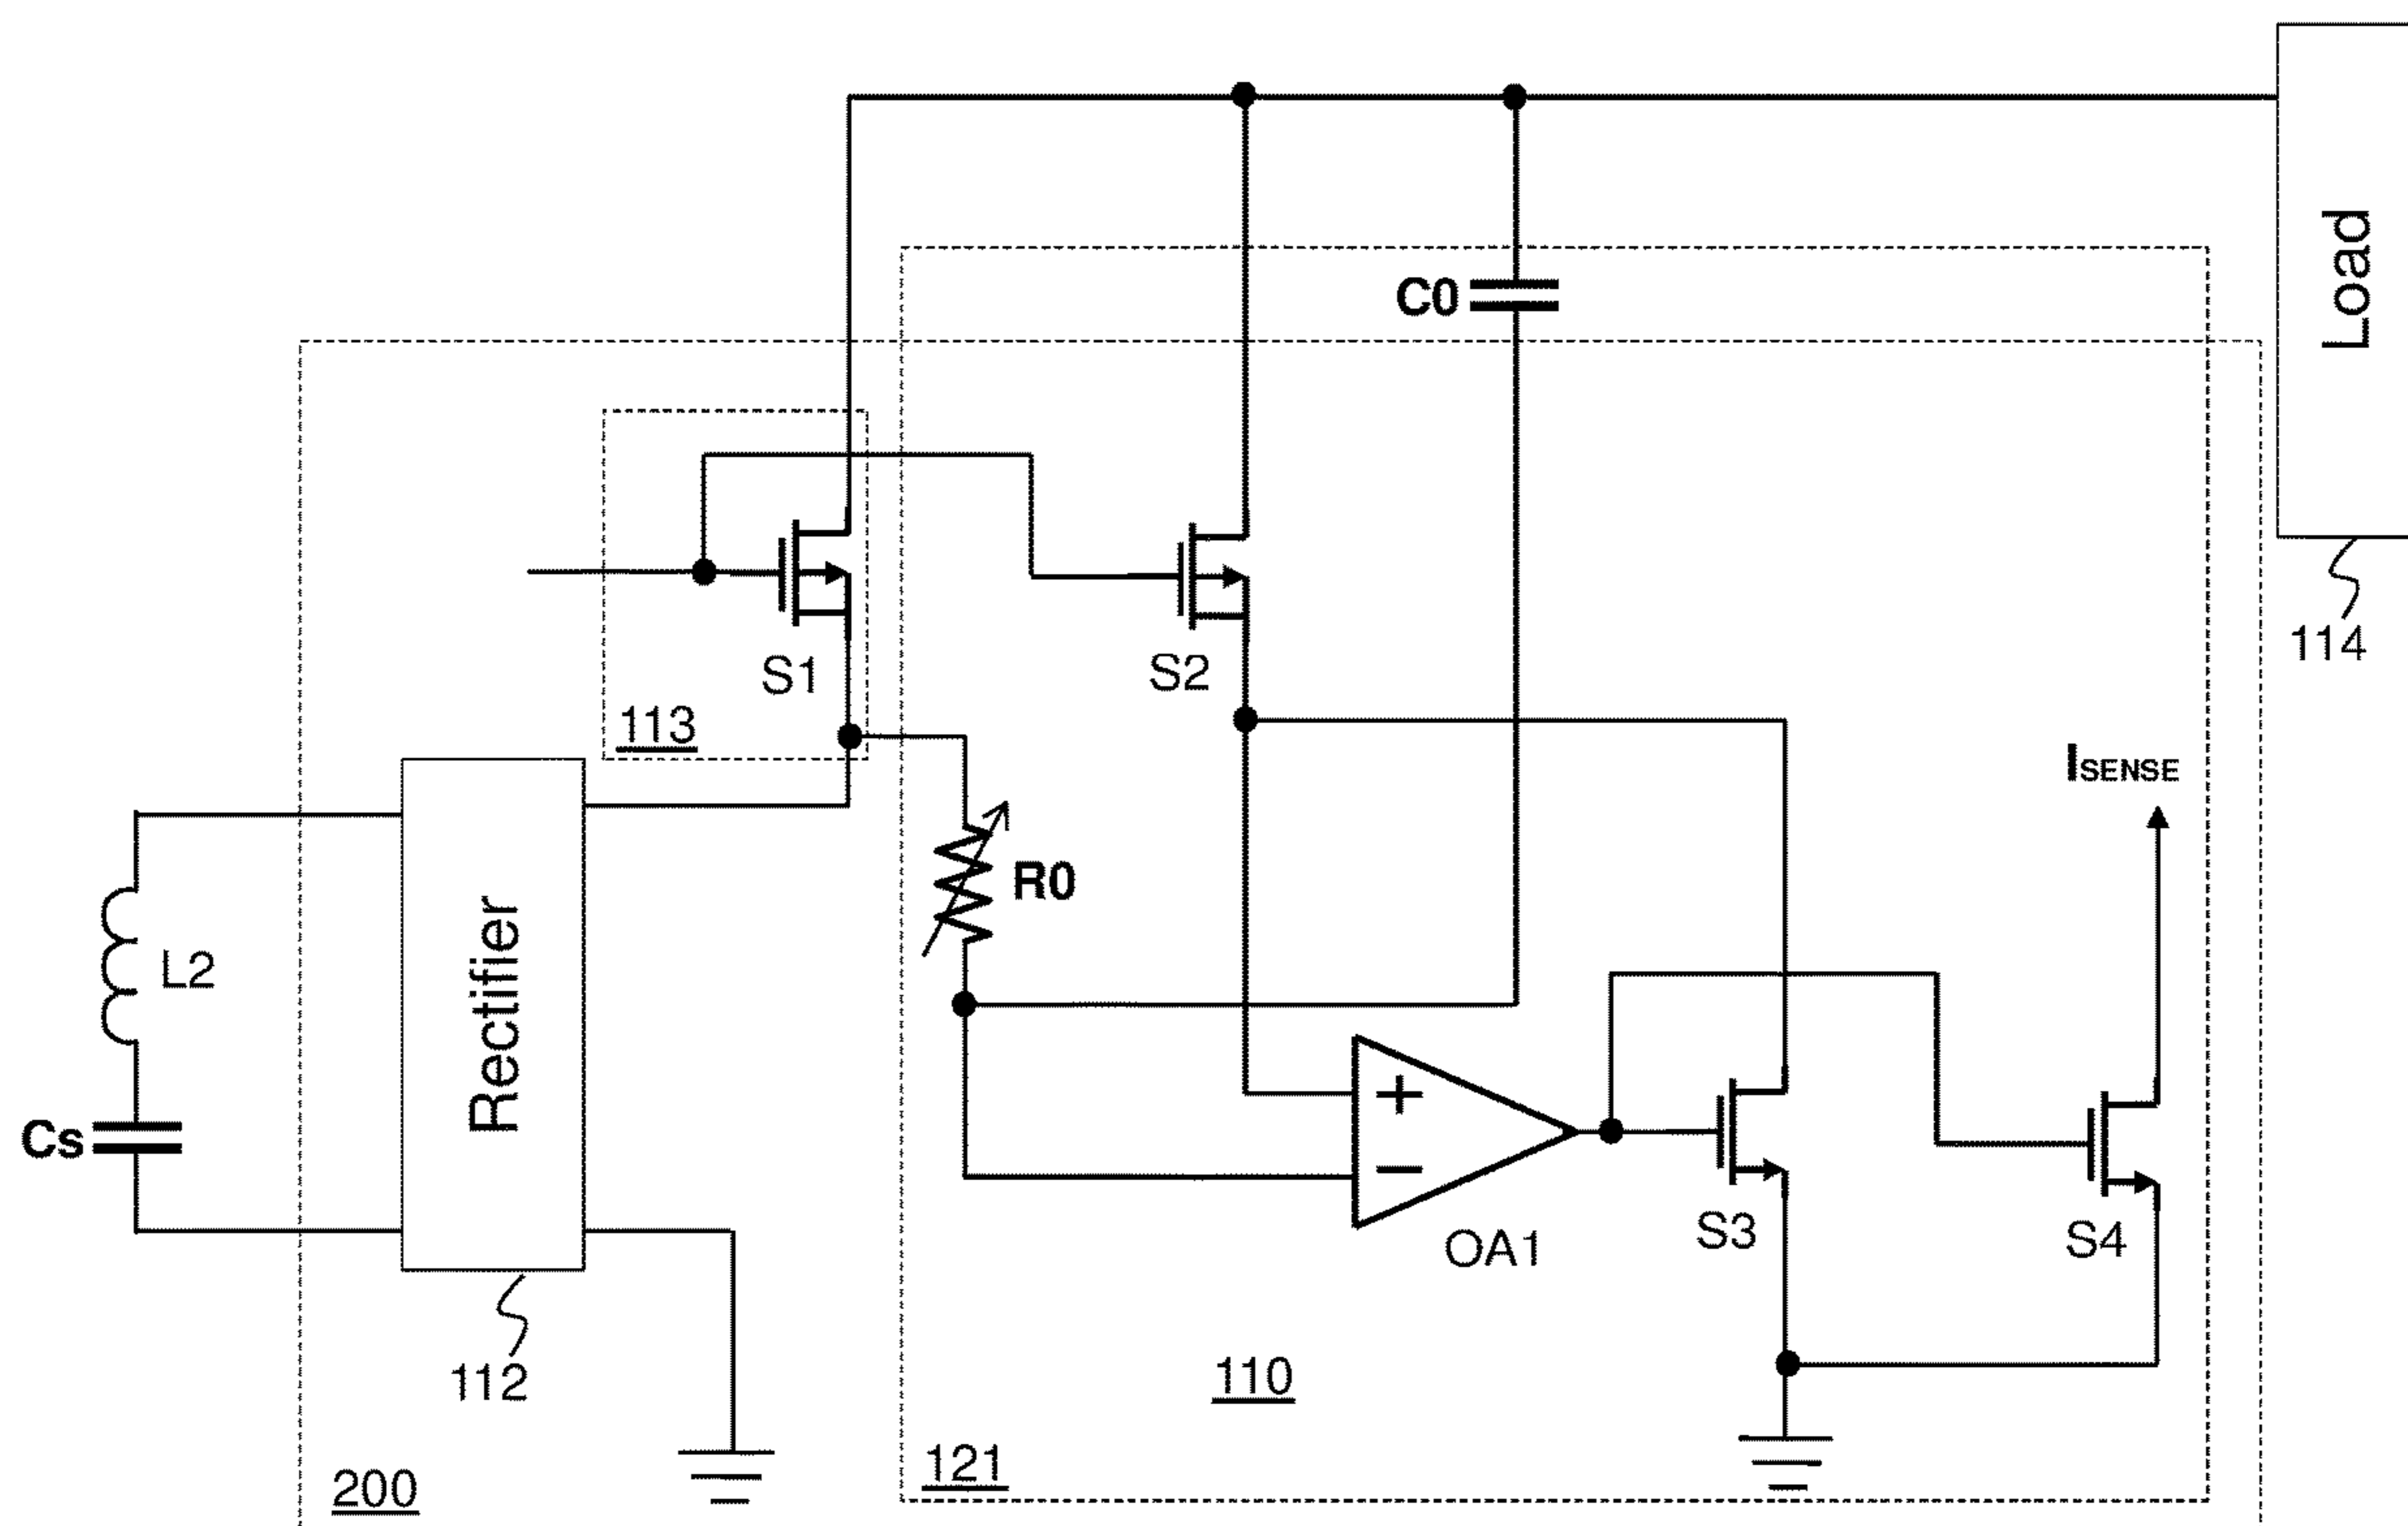 Load
C0
114
S1
S2
113
ISENSE
R0
L2
Rectifier
Cs
+
−
OA1
S3
S4
112
110
121
200